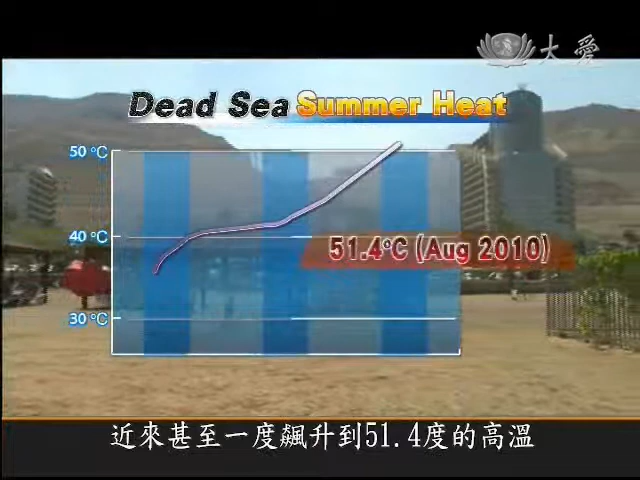 大愛
Dead Sea Summer Heat
50 °C
40 °C
51.4°C (Aug 2010)
30 °C
近來甚至一度飆升到51.4度的高溫